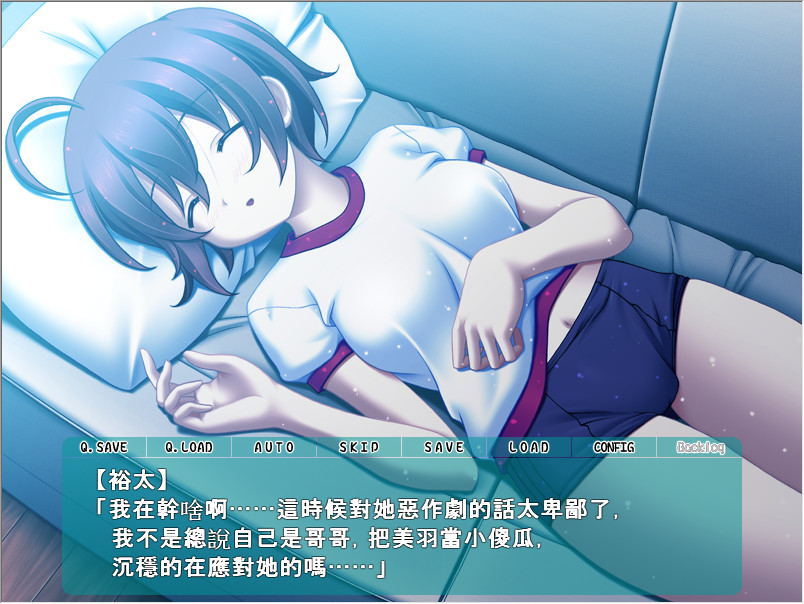 Q.SAVE Q.LOAD AUTO SKIP SAVE LOAD CONFIG Backlog
【裕太】
「我在幹啥啊……這時候對她惡作劇的話太卑鄙了,
我不是總說自己是哥哥,把美羽當小傻瓜,
沉穩的在應對她的嗎……」